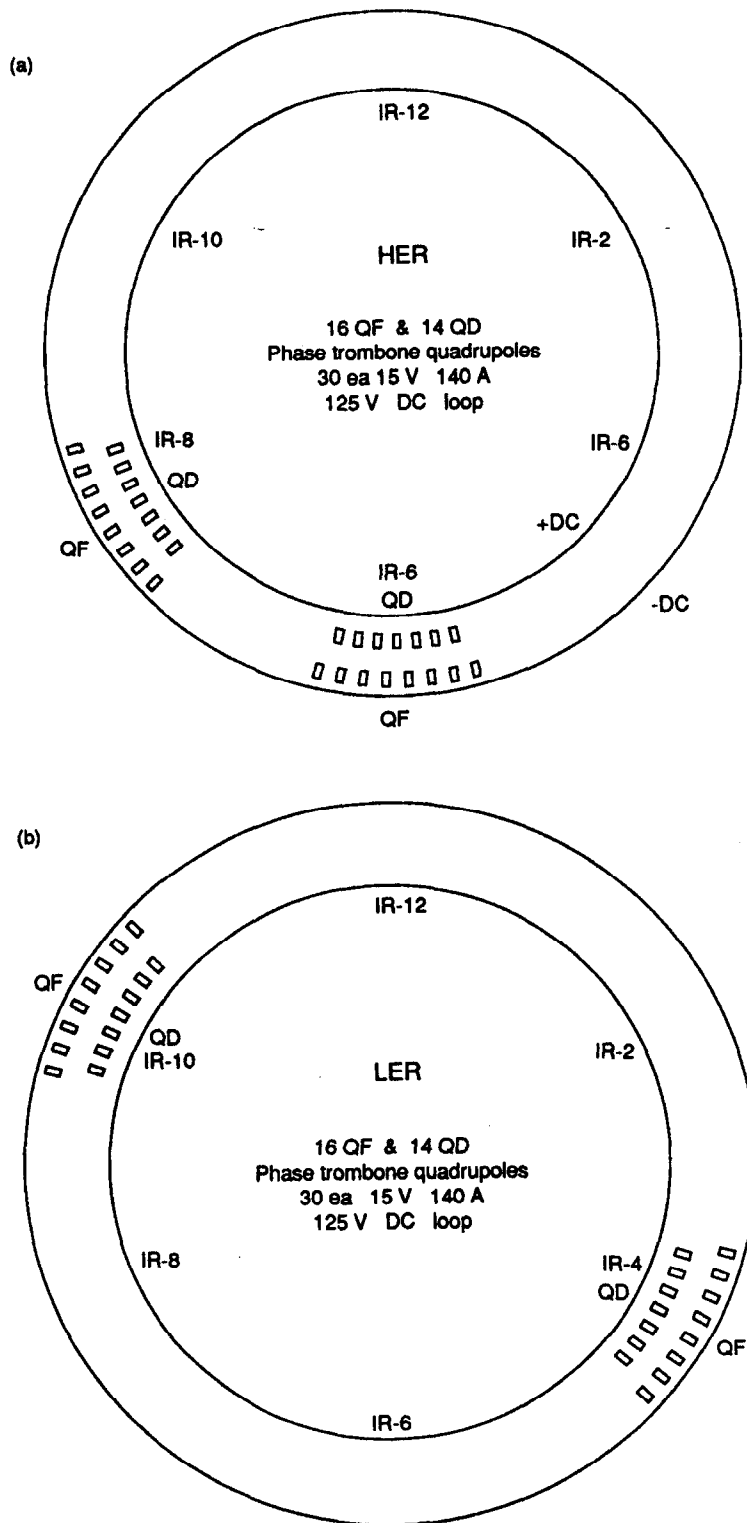 (a)
IR-12
IR-10
IR-2
HER
16 QF & 14 QD
Phase trombone quadrupoles
30 ea 15 V 140 A
125 V DC loop
IR-8
IR-6
QD
QF
+DC
IR-6
QD
-DC
QF
(b)
IR-12
QF
QD
IR-10
IR-2
LER
16 QF & 14 QD
Phase trombone quadrupoles
30 ea 15 V 140 A
125 V DC loop
IR-8
IR-4
QD
QF
IR-6